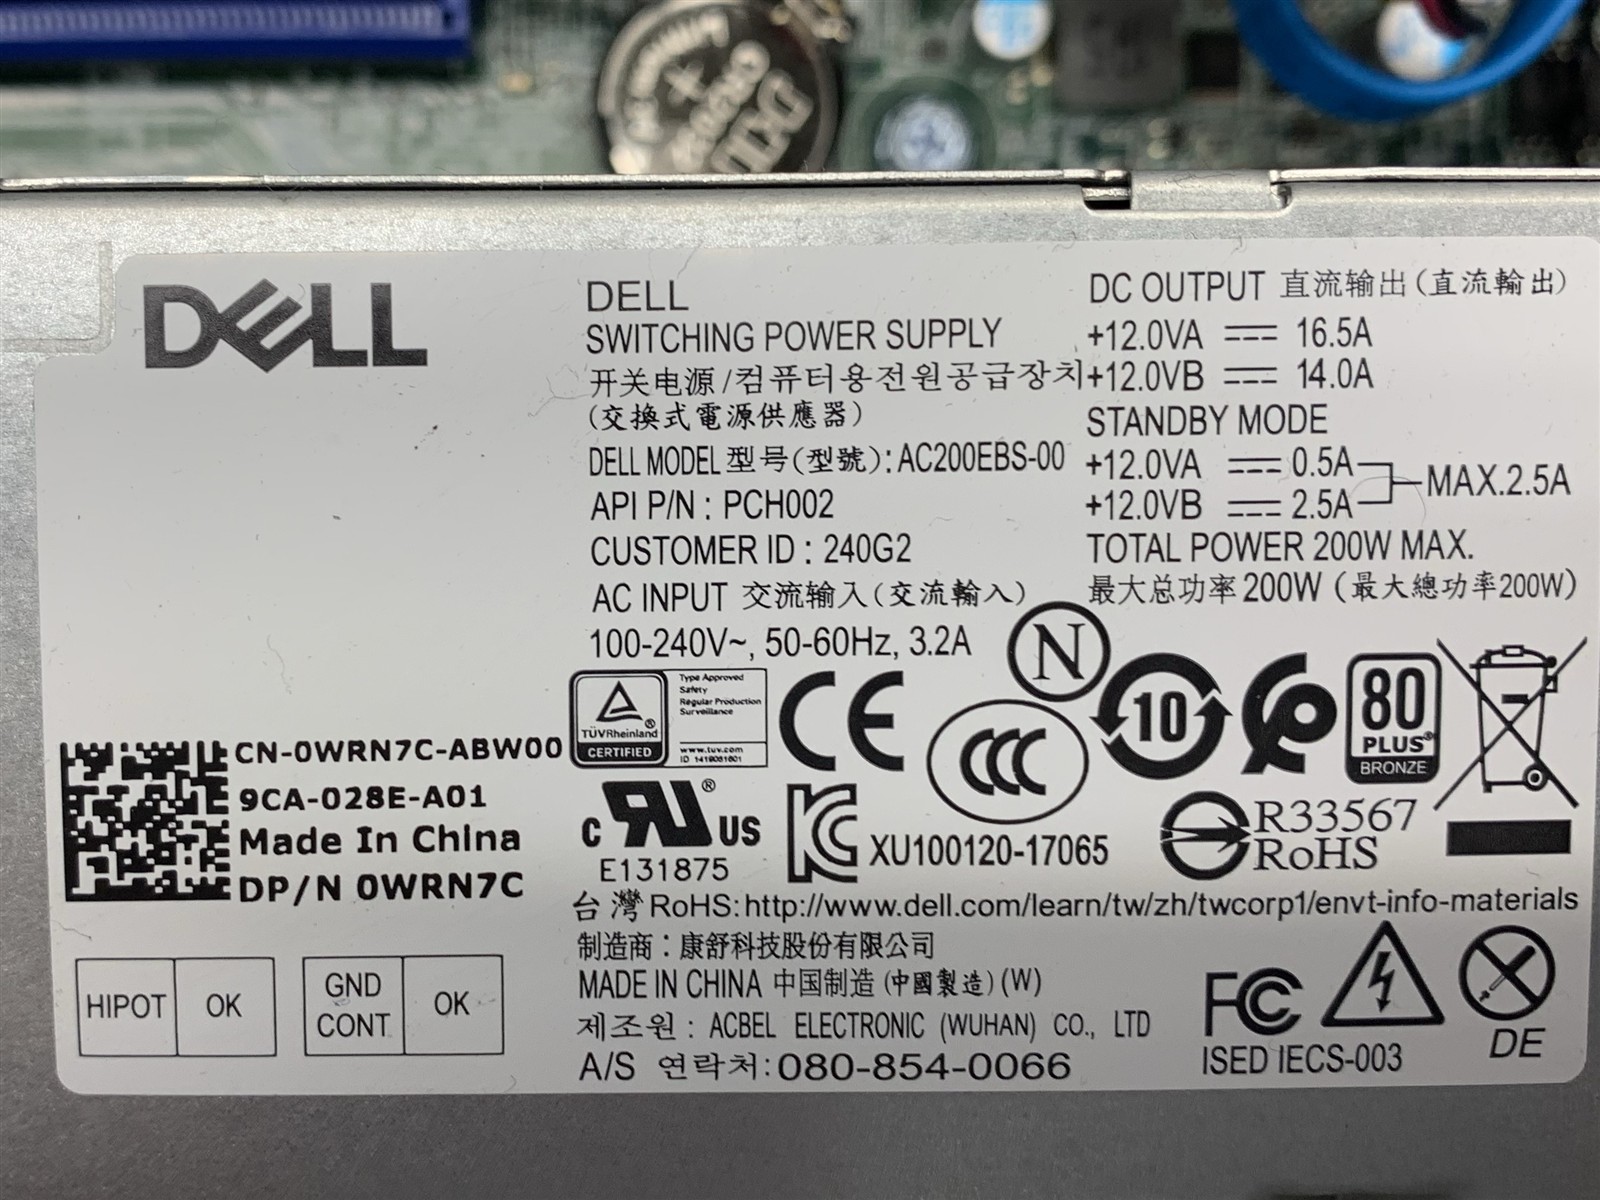 DELL
DELL
SWITCHING POWER SUPPLY
开关电源/컴퓨터용전원공급장치
(交換式電源供應器)
DELL MODEL 型号(型號): AC200EBS-00
API P/N : PCH002
CUSTOMER ID : 240G2
AC INPUT 交流输入(交流輸入)
100-240V~, 50-60Hz, 3.2A
DC OUTPUT 直流输出(直流輸出)
+12.0VA ⎓ 16.5A
+12.0VB ⎓ 14.0A
STANDBY MODE
+12.0VA ⎓ 0.5A
+12.0VB ⎓ 2.5A
MAX.2.5A
TOTAL POWER 200W MAX.
最大总功率200W (最大總功率200W)
N
TÜVRheinland®
CERTIFIED
Type Approved
Safety
Regular Production
Surveillance
www.tuv.com
ID 1419051601
CE
CCC
10
80
PLUS®
BRONZE
CN-0WRN7C-ABW00
9CA-028E-A01
Made In China
DP/N 0WRN7C
C RU® US
E131875
KC XU100120-17065
R33567
RoHS
台灣RoHS:http://www.dell.com/learn/tw/zh/twcorp1/envt-info-materials
制造商：康舒科技股份有限公司
MADE IN CHINA 中国制造(中國製造)(W)
제조원 : ACBEL ELECTRONIC (WUHAN) CO., LTD
A/S 연락처:080-854-0066
HIPOT OK
GND CONT OK
FC
ISED IECS-003
DE